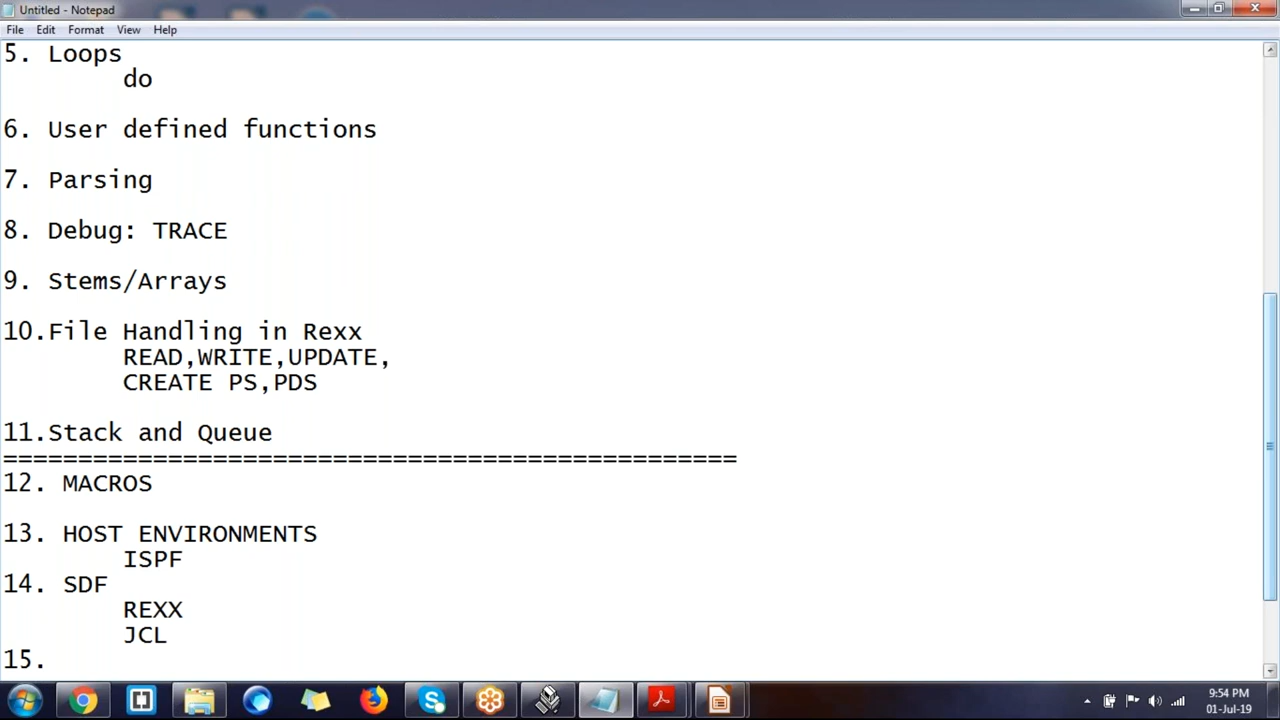 Untitled - Notepad
File Edit Format View Help
5. Loops
do
6. User defined functions
7. Parsing
8. Debug: TRACE
9. Stems/Arrays
10.File Handling in Rexx
READ,WRITE,UPDATE,
CREATE PS,PDS
11.Stack and Queue
=================================================
12. MACROS
13. HOST ENVIRONMENTS
ISPF
14. SDF
REXX
JCL
15.
9:54 PM
01-Jul-19